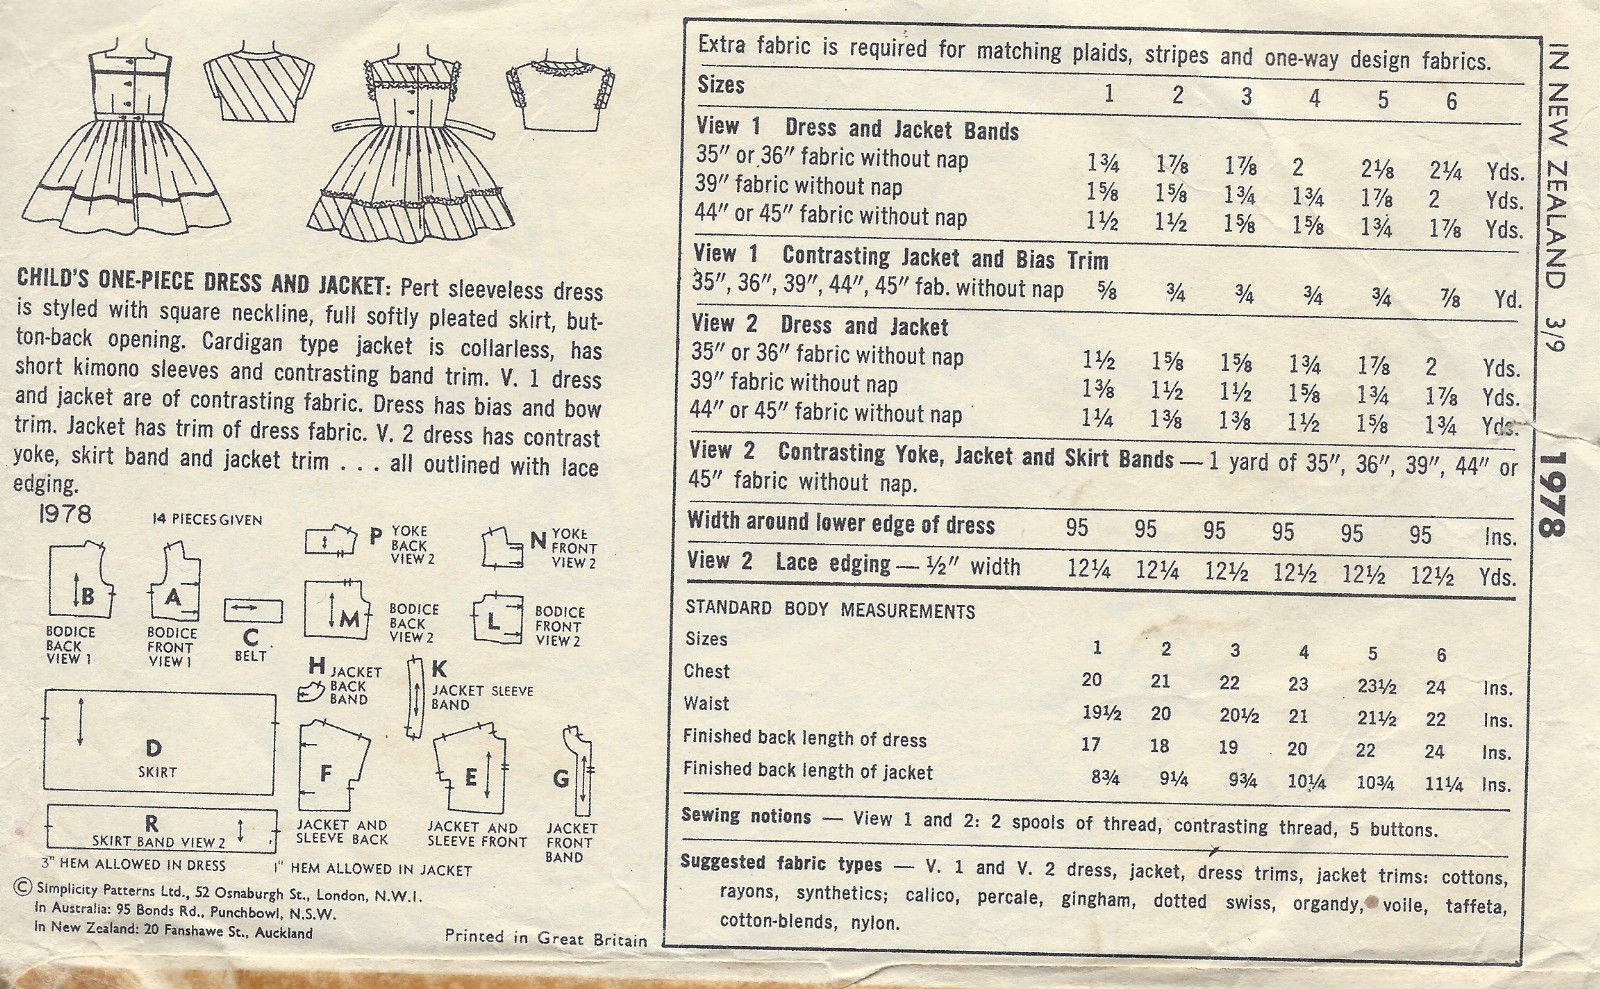 CHILD'S ONE-PIECE DRESS AND JACKET: Pert sleeveless dress
is styled with square neckline, full softly pleated skirt, but-
ton-back opening. Cardigan type jacket is collarless, has
short kimono sleeves and contrasting band trim. V. 1 dress
and jacket are of contrasting fabric. Dress has bias and bow
trim. Jacket has trim of dress fabric. V. 2 dress has contrast
yoke, skirt band and jacket trim . . . all outlined with lace
edging.
1978
14 PIECES GIVEN
B
BODICE
BACK
VIEW 1
A
BODICE
FRONT
VIEW 1
C
BELT
P YOKE
BACK
VIEW 2
N YOKE
FRONT
VIEW 2
M BODICE
BACK
VIEW 2
L BODICE
FRONT
VIEW 2
H JACKET
BACK
BAND
K
JACKET SLEEVE
BAND
D
SKIRT
R
SKIRT BAND VIEW 2
F
JACKET AND
SLEEVE BACK
E
JACKET AND
SLEEVE FRONT
G
JACKET
FRONT
BAND
3" HEM ALLOWED IN DRESS
1" HEM ALLOWED IN JACKET
© Simplicity Patterns Ltd., 52 Osnaburgh St., London, N.W.1.
In Australia: 95 Bonds Rd., Punchbowl, N.S.W.
In New Zealand: 20 Fanshawe St., Auckland
Printed in Great Britain
Extra fabric is required for matching plaids, stripes and one-way design fabrics.
Sizes 1 2 3 4 5 6
View 1 Dress and Jacket Bands
35" or 36" fabric without nap 1¾ 1⅞ 1⅞ 2 2⅛ 2¼ Yds.
39" fabric without nap 1⅝ 1⅝ 1¾ 1¾ 1⅞ 2 Yds.
44" or 45" fabric without nap 1½ 1½ 1⅝ 1⅝ 1¾ 1⅞ Yds.
View 1 Contrasting Jacket and Bias Trim
35", 36", 39", 44", 45" fab. without nap ⅝ ¾ ¾ ¾ ¾ ⅞ Yd.
View 2 Dress and Jacket
35" or 36" fabric without nap 1½ 1⅝ 1⅝ 1¾ 1⅞ 2 Yds.
39" fabric without nap 1⅜ 1½ 1½ 1⅝ 1¾ 1⅞ Yds.
44" or 45" fabric without nap 1¼ 1⅜ 1⅜ 1½ 1⅝ 1¾ Yds.
View 2 Contrasting Yoke, Jacket and Skirt Bands — 1 yard of 35", 36", 39", 44" or
45" fabric without nap.
Width around lower edge of dress 95 95 95 95 95 95 Ins.
View 2 Lace edging — ½" width 12¼ 12¼ 12½ 12½ 12½ 12½ Yds.
STANDARD BODY MEASUREMENTS
Sizes 1 2 3 4 5 6
Chest 20 21 22 23 23½ 24 Ins.
Waist 19½ 20 20½ 21 21½ 22 Ins.
Finished back length of dress 17 18 19 20 22 24 Ins.
Finished back length of jacket 8¾ 9¼ 9¾ 10¼ 10¾ 11¼ Ins.
Sewing notions — View 1 and 2: 2 spools of thread, contrasting thread, 5 buttons.
Suggested fabric types — V. 1 and V. 2 dress, jacket, dress trims, jacket trims: cottons,
rayons, synthetics; calico, percale, gingham, dotted swiss, organdy, voile, taffeta,
cotton-blends, nylon.
IN NEW ZEALAND 3/9
1978